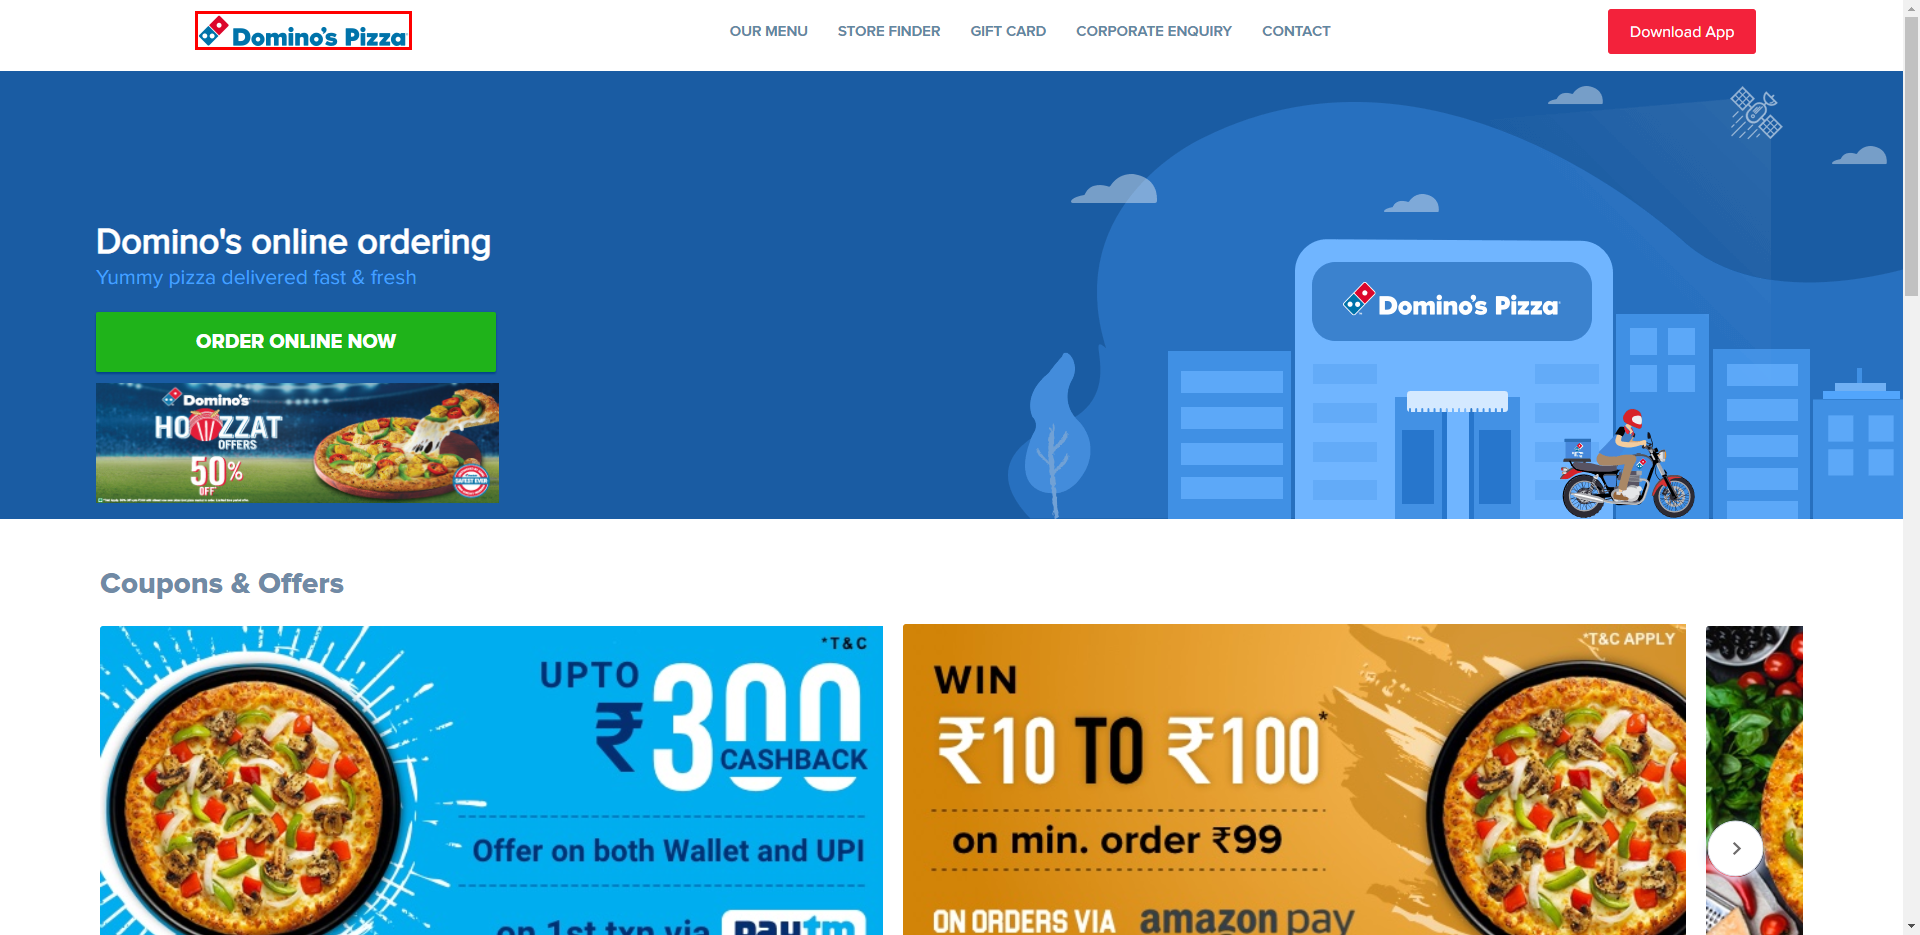 Domino's Pizza
OUR MENU
STORE FINDER
GIFT CARD
CORPORATE ENQUIRY
CONTACT
Download App
Domino's Pizza
Domino's online ordering
Yummy pizza delivered fast & fresh
ORDER ONLINE NOW
Domino's
HOWZZAT
OFFERS
50%
OFF*
SAFEST EVER
Coupons & Offers
*T&C
UPTO
₹300
CASHBACK
Offer on both Wallet and UPI
on 1st txn via paytm
*T&C APPLY
WIN
₹10 TO ₹100*
on min. order ₹99
ON ORDERS VIA amazon pay